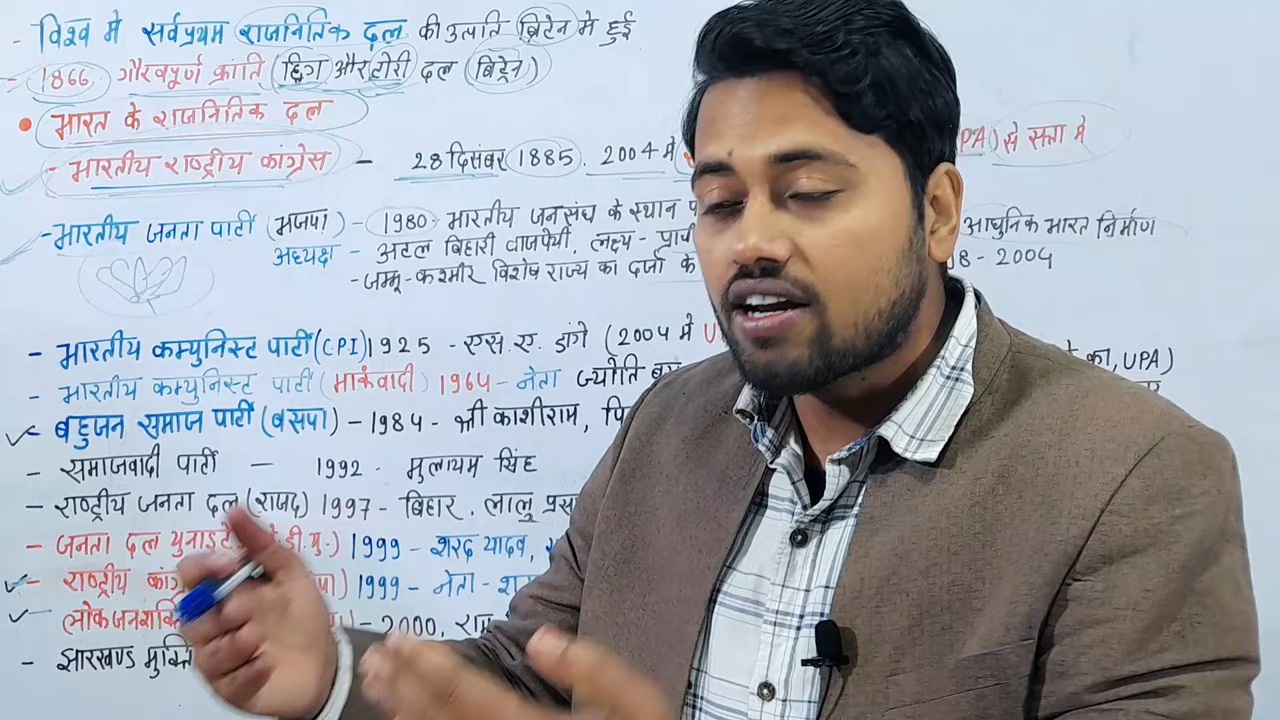 - विश्व मे सर्वप्रथम राजनितिक दल की उत्पति ब्रिटेन मे हुई
- 1866. गौरवपूर्ण क्रांति (ह्विग और टोरी दल (ब्रिटेन)
• भारत के राजनितिक दल
- भारतीय राष्ट्रीय कांग्रेस - 28 दिसंबर 1885. 2004 मे PA) से सत्ता मे
- भारतीय जनता पार्टी (भजपा) - 1980 - भारतीय जनसंघ के स्थान आधुनिक भारत निर्माण
अध्यक्ष - अटल बिहारी वाजपेयी, लक्ष्य - प्राची
- जम्मू-कश्मीर विशेष राज्य का दर्जा के 98 - 2004
- भारतीय कम्युनिस्ट पार्टी (CPI) 1925 - एस.ए. डांगे (2004 मे U का, UPA)
- भारतीय कम्युनिस्ट पार्टी (मार्कवादी) 1964 - नेता ज्योति
- बहुजन समाज पार्टी (बसपा) - 1984 - श्री काशीराम,
- समाजवादी पार्टी - 1992 - मुलायम सिंह
- राष्ट्रीय जनता दल (राजद) 1997 - बिहार. लालु प्रसा
- जनता दल युनाइटे डी.यु.) 1999 - शरद यादव,
- राष्ट्रीय कांग्र 1999 - नेता - श
- लोक जनशक्ति - 2000,
- झारखण्ड मुक्ति